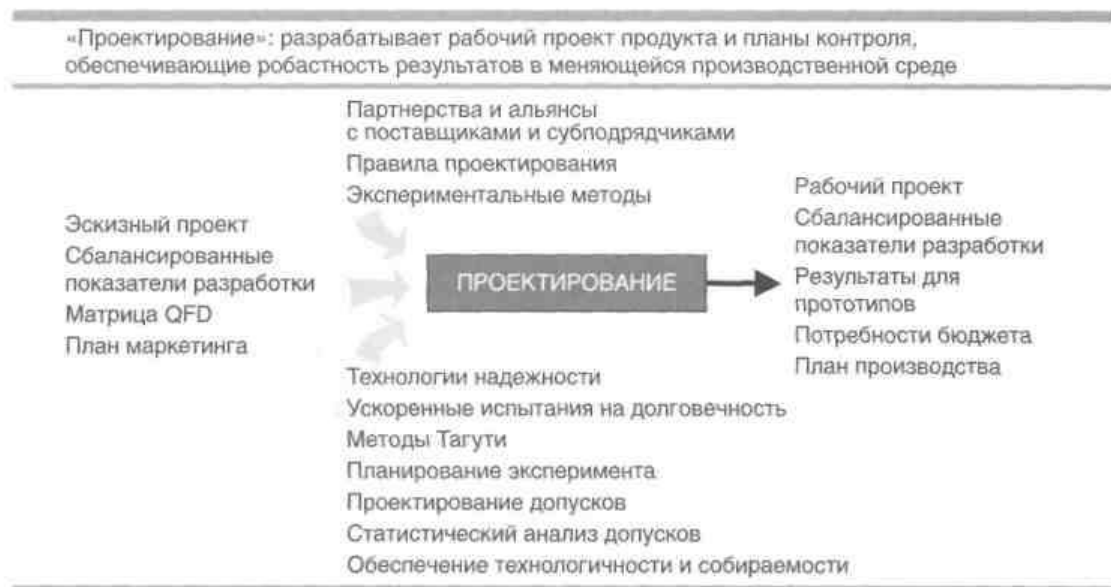 «Проектирование»: разрабатывает рабочий проект продукта и планы контроля,
обеспечивающие робастность результатов в меняющейся производственной среде
Партнерства и альянсы
с поставщиками и субподрядчиками
Правила проектирования
Экспериментальные методы
Эскизный проект
Сбалансированные
показатели разработки
Матрица QFD
План маркетинга
ПРОЕКТИРОВАНИЕ
Рабочий проект
Сбалансированные
показатели разработки
Результаты для
прототипов
Потребности бюджета
План производства
Технологии надежности
Ускоренные испытания на долговечность
Методы Тагути
Планирование эксперимента
Проектирование допусков
Статистический анализ допусков
Обеспечение технологичности и собираемости